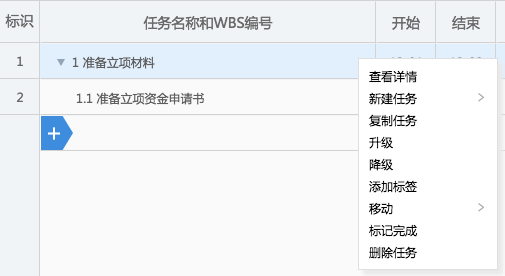 标识 任务名称和WBS编号 开始 结束
1 1 准备立项材料
2 1.1 准备立项资金申请书
查看详情
新建任务
复制任务
升级
降级
添加标签
移动
标记完成
删除任务